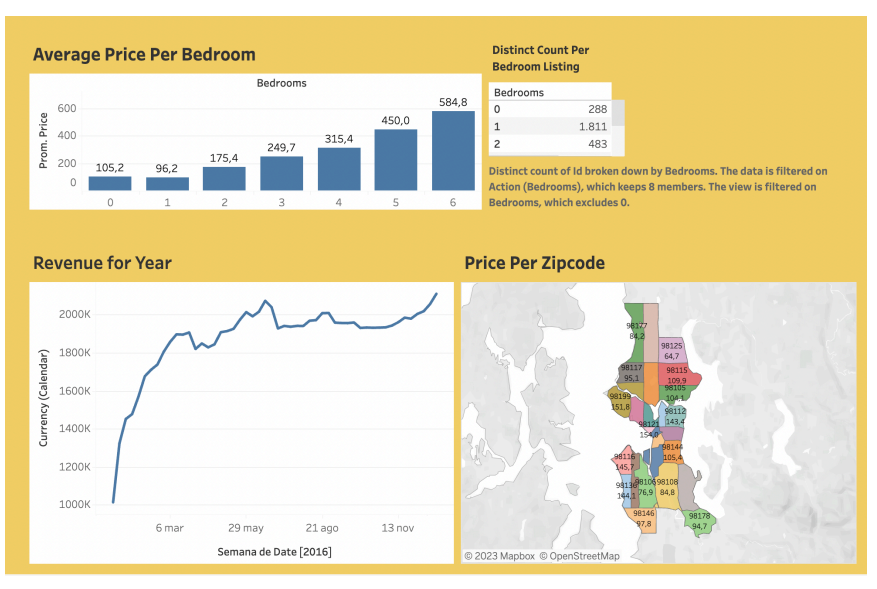 Average Price Per Bedroom
Bedrooms
Prom. Price
600
400
200
0
105,2
96,2
175,4
249,7
315,4
450,0
584,8
0
1
2
3
4
5
6
Distinct Count Per
Bedroom Listing
Bedrooms
0 288
1 1.811
2 483
Distinct count of Id broken down by Bedrooms. The data is filtered on
Action (Bedrooms), which keeps 8 members. The view is filtered on
Bedrooms, which excludes 0.
Revenue for Year
Currency (Calendar)
2000K
1800K
1600K
1400K
1200K
1000K
6 mar
29 may
21 ago
13 nov
Semana de Date [2016]
Price Per Zipcode
98177
84,2
98125
64,7
98117
95,1
98115
109,9
98105
104,1
98199
151,8
98112
143,4
98121
98144
105,4
98116
145,7
98136
144,1
98106
76,9
98108
84,8
98146
97,8
98178
94,7
© 2023 Mapbox © OpenStreetMap